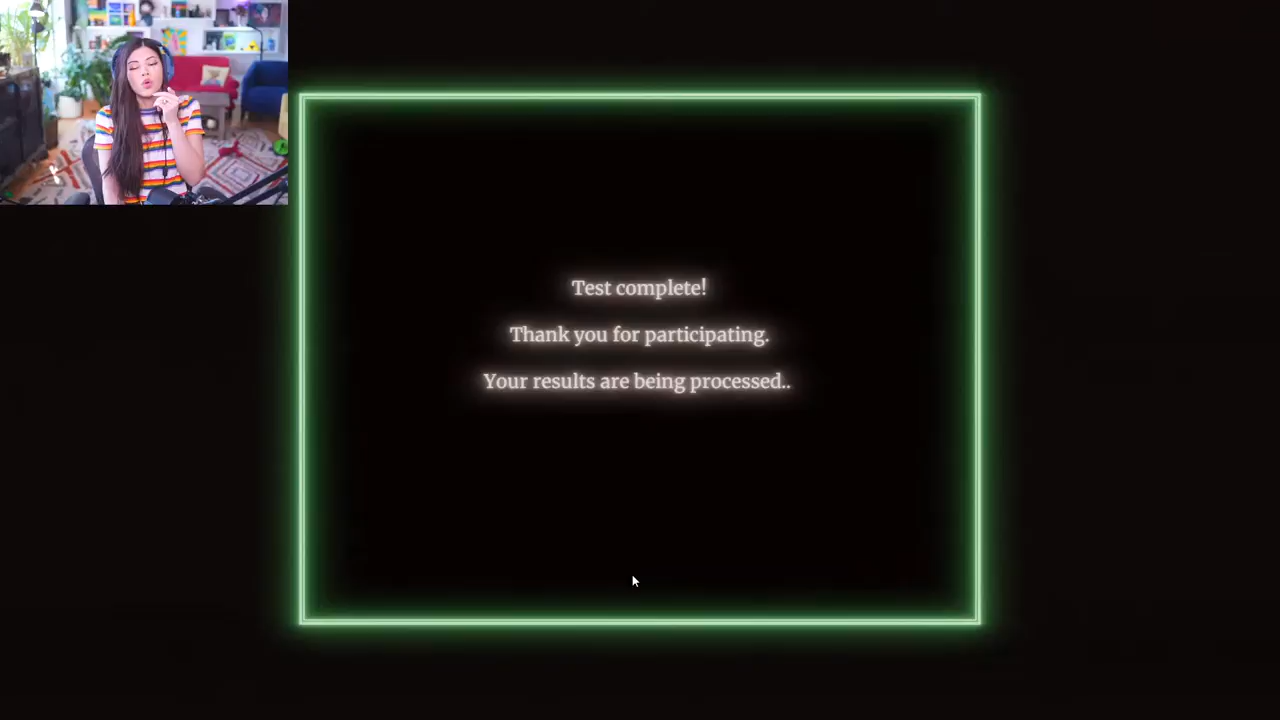 Test complete!
Thank you for participating.
Your results are being processed..